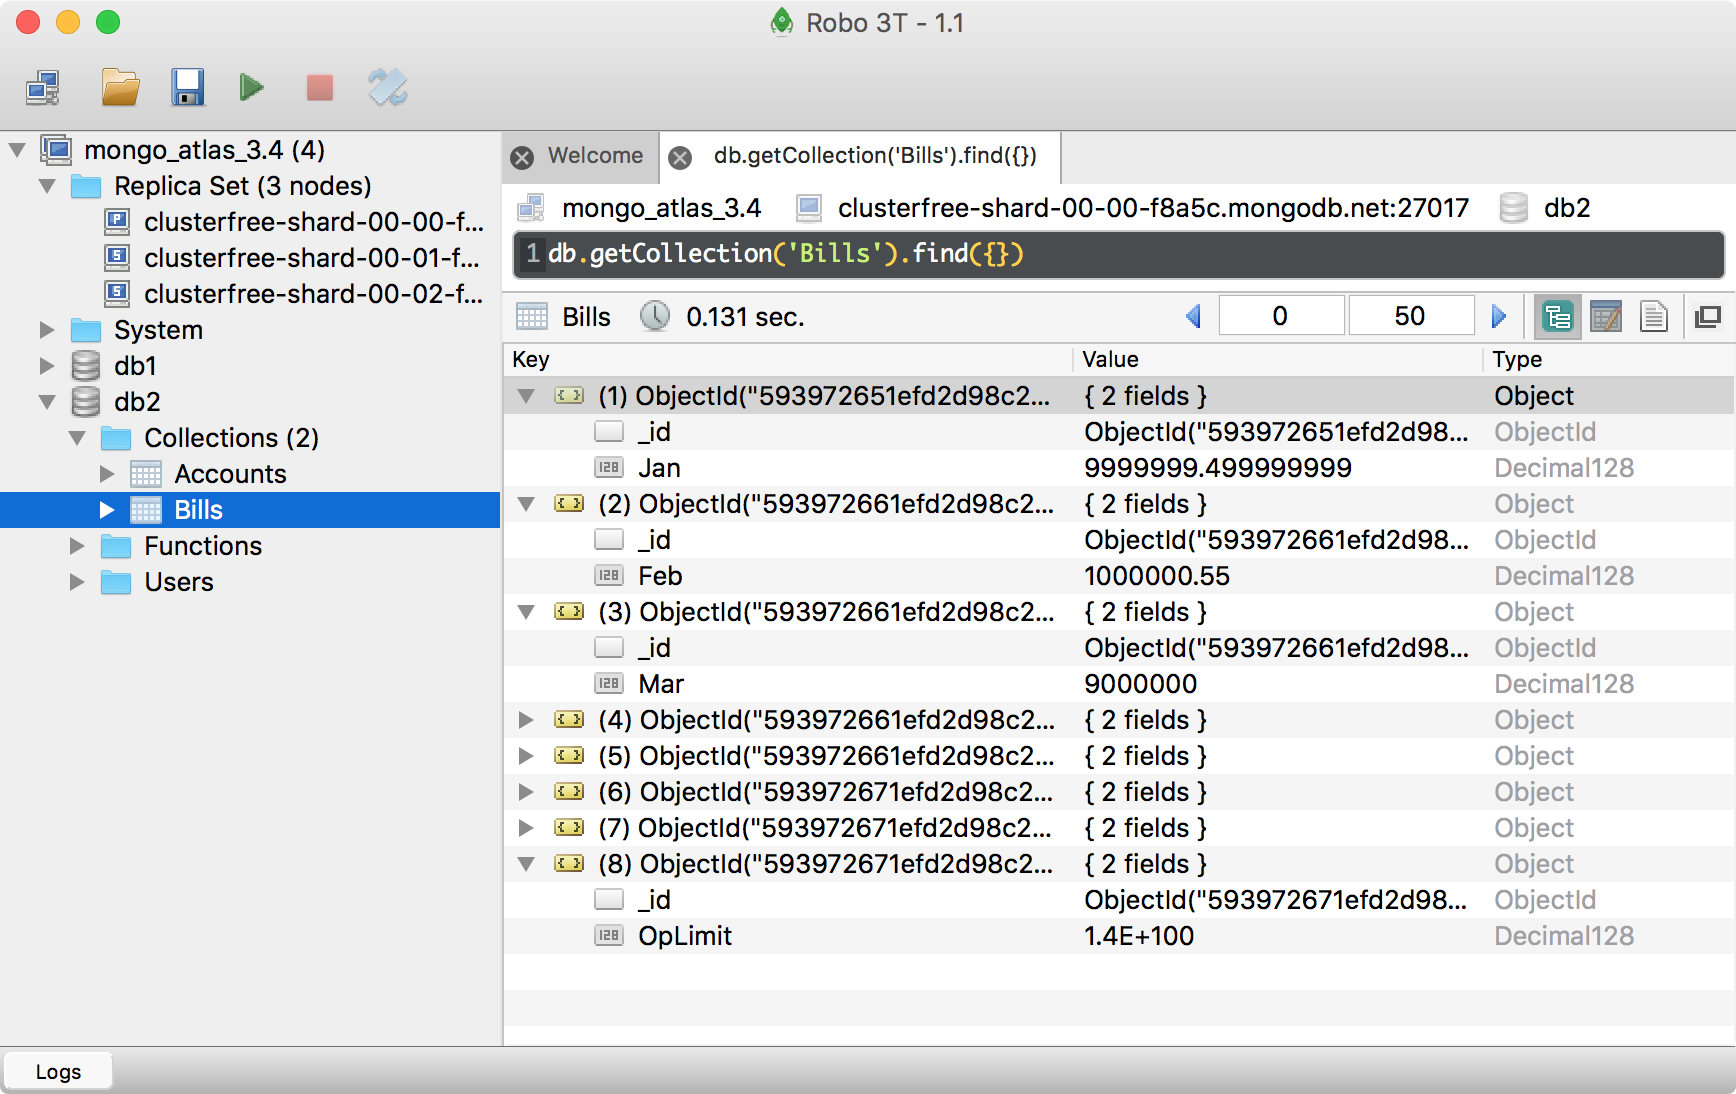 Robo 3T - 1.1
mongo_atlas_3.4 (4)
Replica Set (3 nodes)
clusterfree-shard-00-00-f...
clusterfree-shard-00-01-f...
clusterfree-shard-00-02-f...
System
db1
db2
Collections (2)
Accounts
Bills
Functions
Users
Welcome db.getCollection('Bills').find({})
mongo_atlas_3.4 clusterfree-shard-00-00-f8a5c.mongodb.net:27017 db2
1 db.getCollection('Bills').find({})
Bills 0.131 sec. 0 50
Key Value Type
(1) ObjectId("593972651efd2d98c2... { 2 fields } Object
_id ObjectId("593972651efd2d98... ObjectId
Jan 9999999.499999999 Decimal128
(2) ObjectId("593972661efd2d98c2... { 2 fields } Object
_id ObjectId("593972661efd2d98... ObjectId
Feb 1000000.55 Decimal128
(3) ObjectId("593972661efd2d98c2... { 2 fields } Object
_id ObjectId("593972661efd2d98... ObjectId
Mar 9000000 Decimal128
(4) ObjectId("593972661efd2d98c2... { 2 fields } Object
(5) ObjectId("593972661efd2d98c2... { 2 fields } Object
(6) ObjectId("593972671efd2d98c2... { 2 fields } Object
(7) ObjectId("593972671efd2d98c2... { 2 fields } Object
(8) ObjectId("593972671efd2d98c2... { 2 fields } Object
_id ObjectId("593972671efd2d98... ObjectId
OpLimit 1.4E+100 Decimal128
Logs